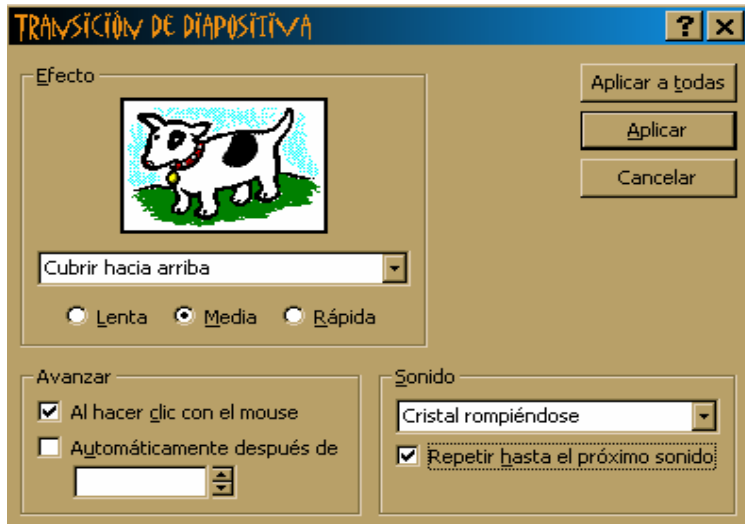 TRANSICIÓN DE DIAPOSITIVA
Efecto
Cubrir hacia arriba
Lenta Media Rápida
Aplicar a todas
Aplicar
Cancelar
Avanzar
Al hacer clic con el mouse
Automáticamente después de
Sonido
Cristal rompiéndose
Repetir hasta el próximo sonido